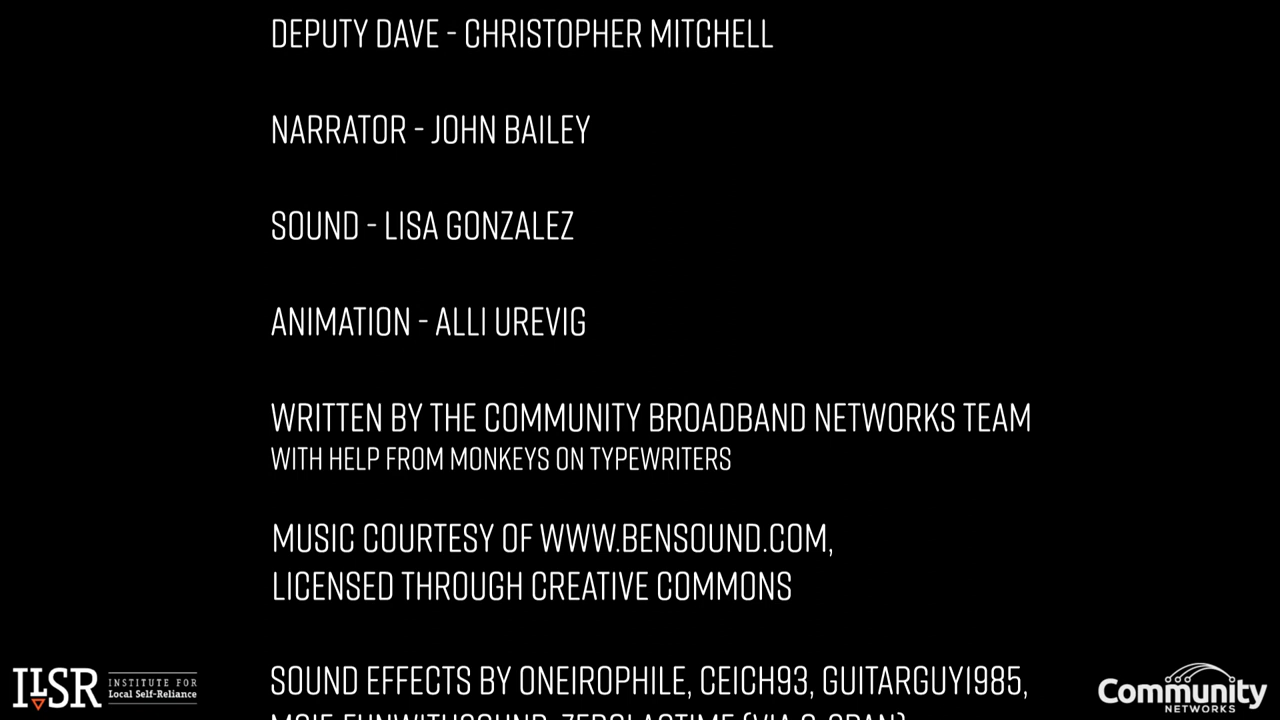 DEPUTY DAVE - CHRISTOPHER MITCHELL
NARRATOR - JOHN BAILEY
SOUND - LISA GONZALEZ
ANIMATION - ALLI UREVIG
WRITTEN BY THE COMMUNITY BROADBAND NETWORKS TEAM
WITH HELP FROM MONKEYS ON TYPEWRITERS
MUSIC COURTESY OF WWW.BENSOUND.COM,
LICENSED THROUGH CREATIVE COMMONS
SOUND EFFECTS BY ONEIROPHILE, CEICH93, GUITARGUY1985,
ILSR
INSTITUTE FOR
Local Self-Reliance
Community
NETWORKS